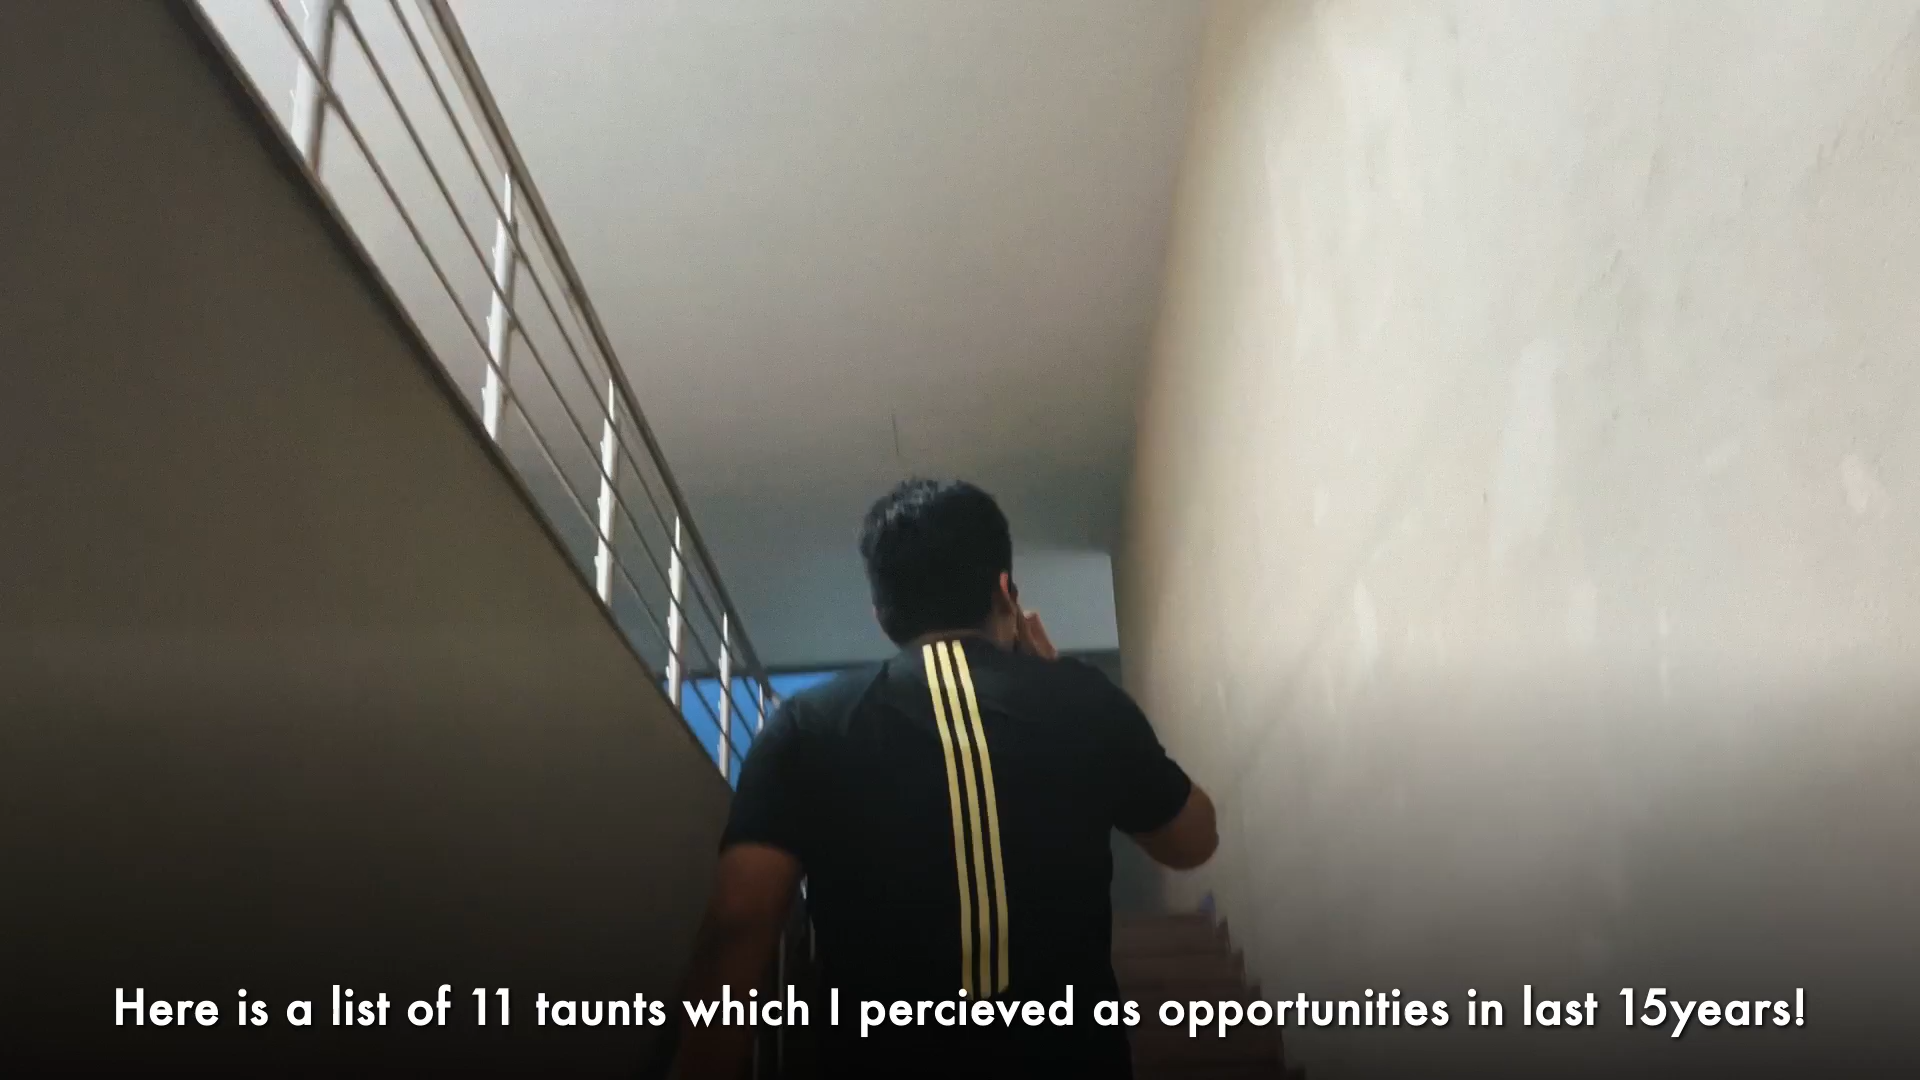 Here is a list of 11 taunts which I percieved as opportunities in last 15years!